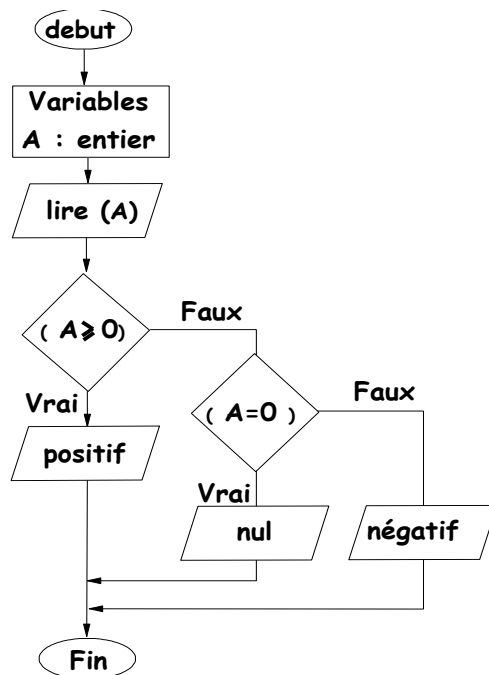 debut
Variables
A : entier
lire (A)
( A ⩾ 0)
Faux
Vrai
positif
( A=0 )
Faux
Vrai
nul
négatif
Fin